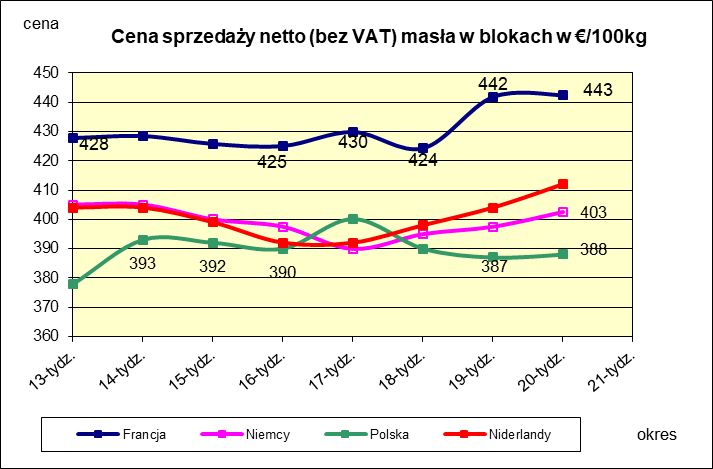 cena
Cena sprzedaży netto (bez VAT) masła w blokach w €/100kg
450
440
430
420
410
400
390
380
370
360
428
425
430
424
442
443
403
393
392
390
387
388
13-tydz.
14-tydz.
15-tydz.
16-tydz.
17-tydz.
18-tydz.
19-tydz.
20-tydz.
21-tydz.
Francja Niemcy Polska Niderlandy
okres